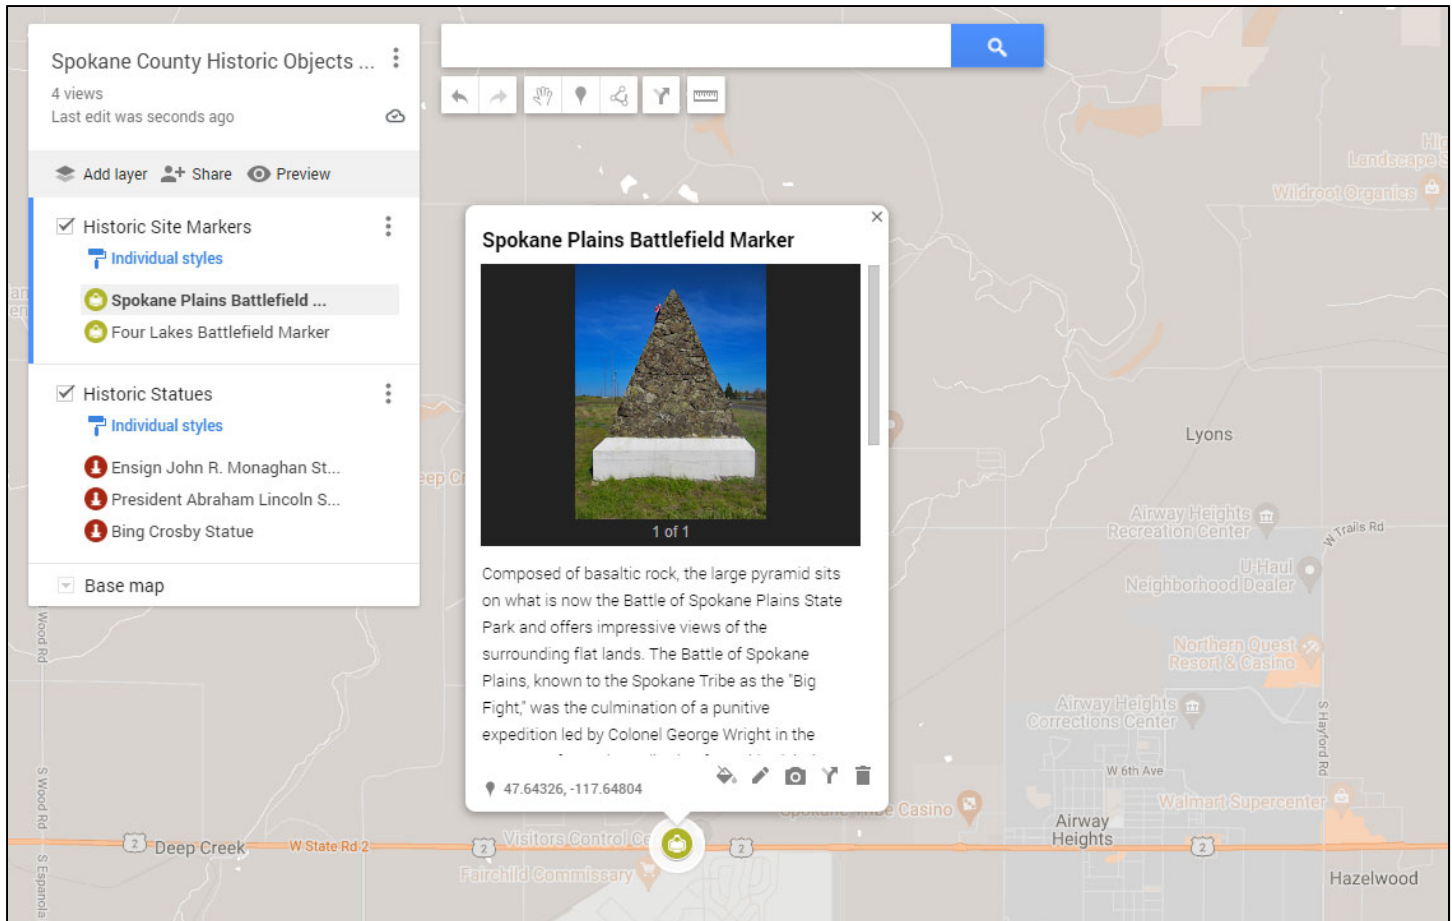 Spokane County Historic Objects ...
4 views
Last edit was seconds ago
Add layer
Share
Preview
Historic Site Markers
Individual styles
Spokane Plains Battlefield ...
Four Lakes Battlefield Marker
Historic Statues
Individual styles
Ensign John R. Monaghan St...
President Abraham Lincoln S...
Bing Crosby Statue
Base map
Spokane Plains Battlefield Marker
1 of 1
Composed of basaltic rock, the large pyramid sits
on what is now the Battle of Spokane Plains State
Park and offers impressive views of the
surrounding flat lands. The Battle of Spokane
Plains, known to the Spokane Tribe as the "Big
Fight," was the culmination of a punitive
expedition led by Colonel George Wright in the
47.64326, -117.64804
Landscape
Wildroot Organics
Lyons
Airway Heights
Recreation Center
W Trails Rd
U-Haul
Neighborhood Dealer
Northern Quest
Resort & Casino
Airway Heights
Corrections Center
S Hayford Rd
W 6th Ave
Walmart Supercenter
Spokane Tribe Casino
Airway
Heights
Hazelwood
Visitors Control
Fairchild Commissary
2
2
2
2
Deep Creek
W State Rd 2
Wood Rd
S Wood Rd
S Espanola